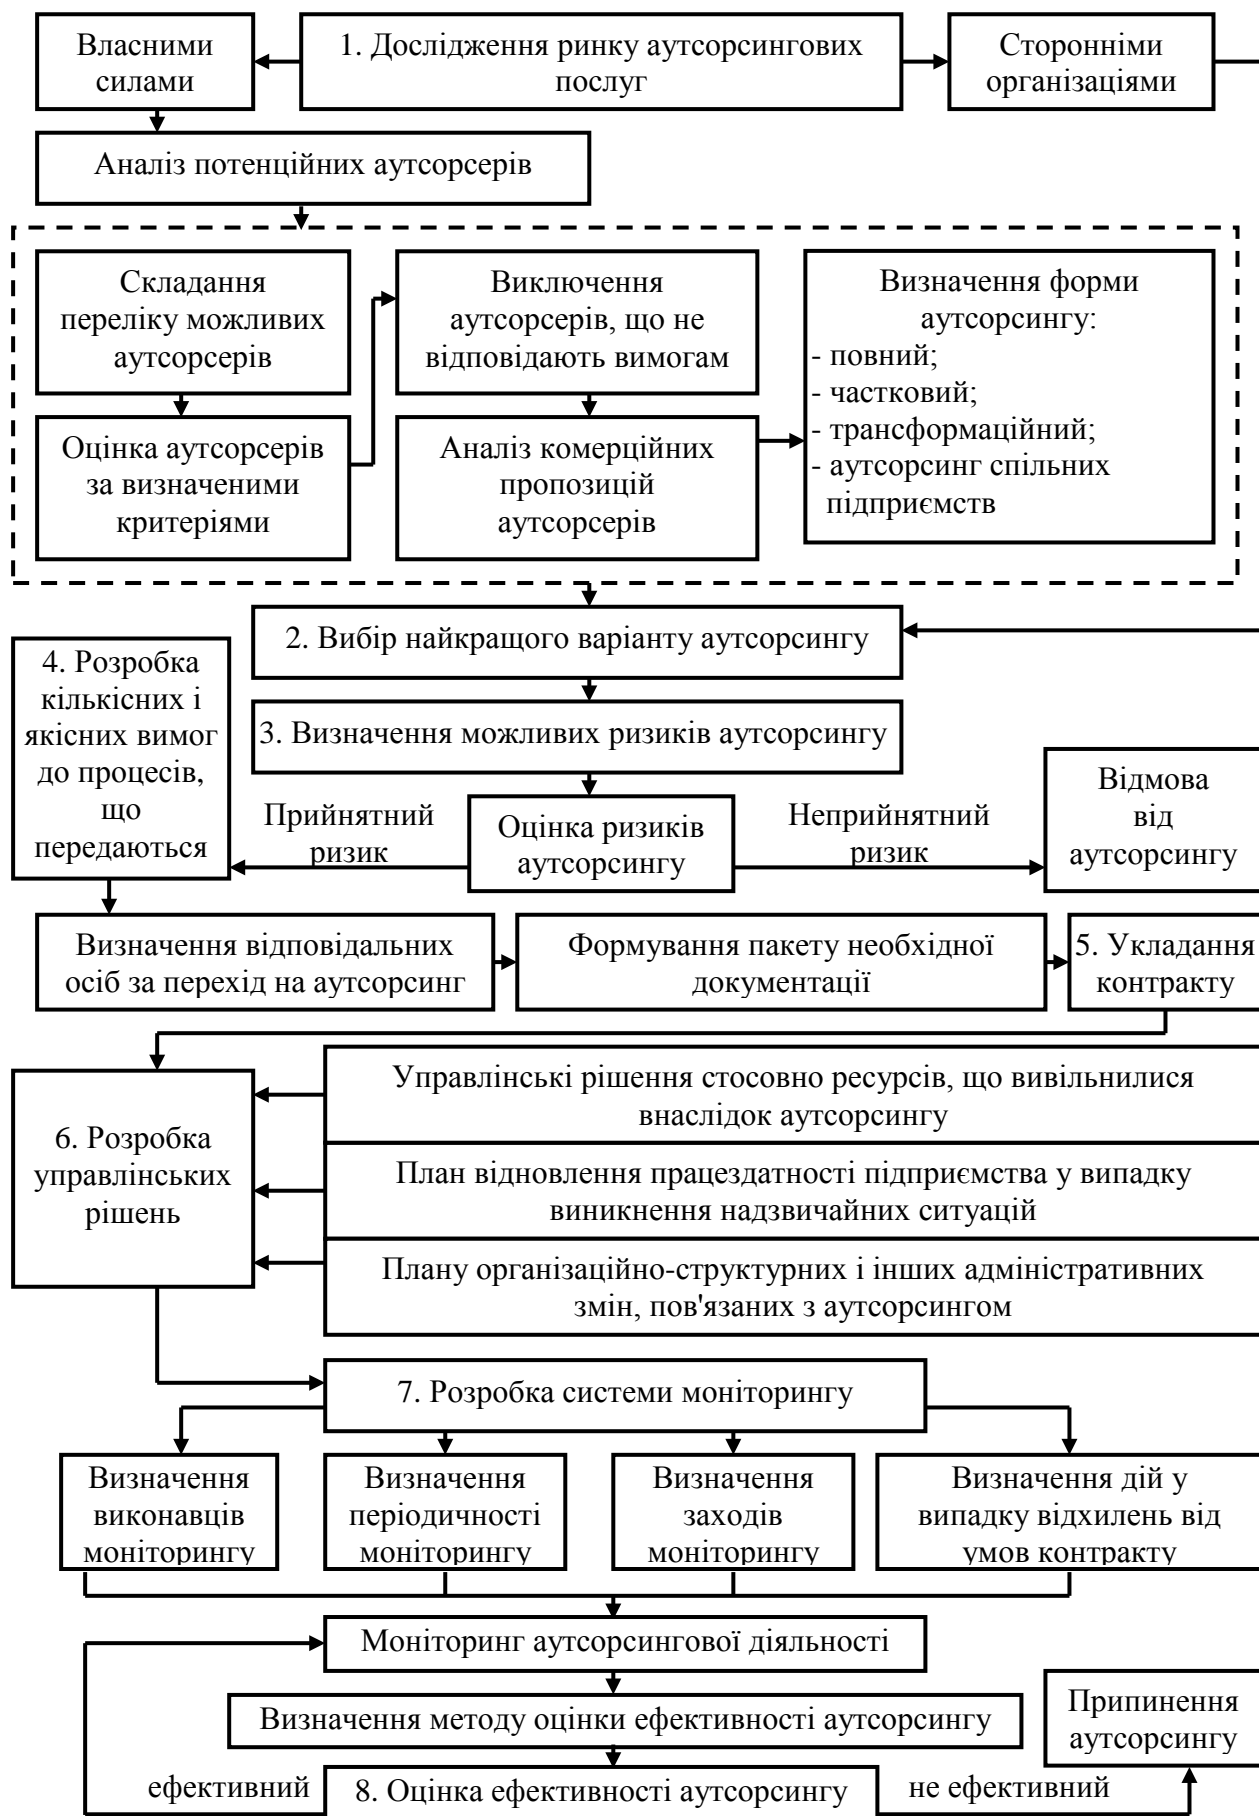 Власними
силами
1. Дослідження ринку аутсорсингових
послуг
Сторонніми
організаціями
Аналіз потенційних аутсорсерів
Складання
переліку можливих
аутсорсерів
Виключення
аутсорсерів, що не
відповідають вимогам
Визначення форми
аутсорсингу:
- повний;
- частковий;
- трансформаційний;
- аутсорсинг спільних
підприємств
Оцінка аутсорсерів
за визначеними
критеріями
Аналіз комерційних
пропозицій
аутсорсерів
2. Вибір найкращого варіанту аутсорсингу
3. Визначення можливих ризиків аутсорсингу
4. Розробка
кількісних і
якісних вимог
до процесів,
що
передаються
Прийнятний
ризик
Оцінка ризиків
аутсорсингу
Неприйнятний
ризик
Відмова
від
аутсорсингу
Визначення відповідальних
осіб за перехід на аутсорсинг
Формування пакету необхідної
документації
5. Укладання
контракту
6. Розробка
управлінських
рішень
Управлінські рішення стосовно ресурсів, що вивільнилися
внаслідок аутсорсингу
План відновлення працездатності підприємства у випадку
виникнення надзвичайних ситуацій
Плану організаційно-структурних і інших адміністративних
змін, пов'язаних з аутсорсингом
7. Розробка системи моніторингу
Визначення
виконавців
моніторингу
Визначення
періодичності
моніторингу
Визначення
заходів
моніторингу
Визначення дій у
випадку відхилень від
умов контракту
Моніторинг аутсорсингової діяльності
Визначення методу оцінки ефективності аутсорсингу
Припинення
аутсорсингу
ефективний
8. Оцінка ефективності аутсорсингу
не ефективний